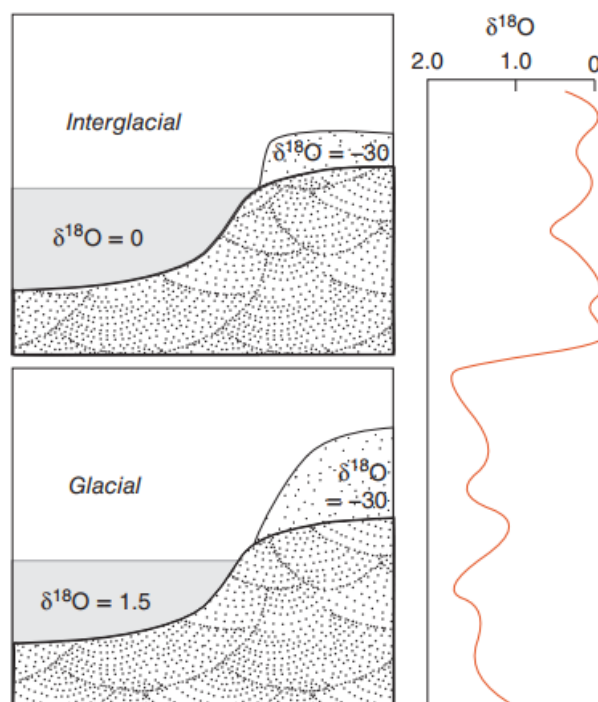 δ¹⁸O
2.0 1.0 0
Interglacial
δ¹⁸O = –30
δ¹⁸O = 0
Glacial
δ¹⁸O
= –30
δ¹⁸O = 1.5